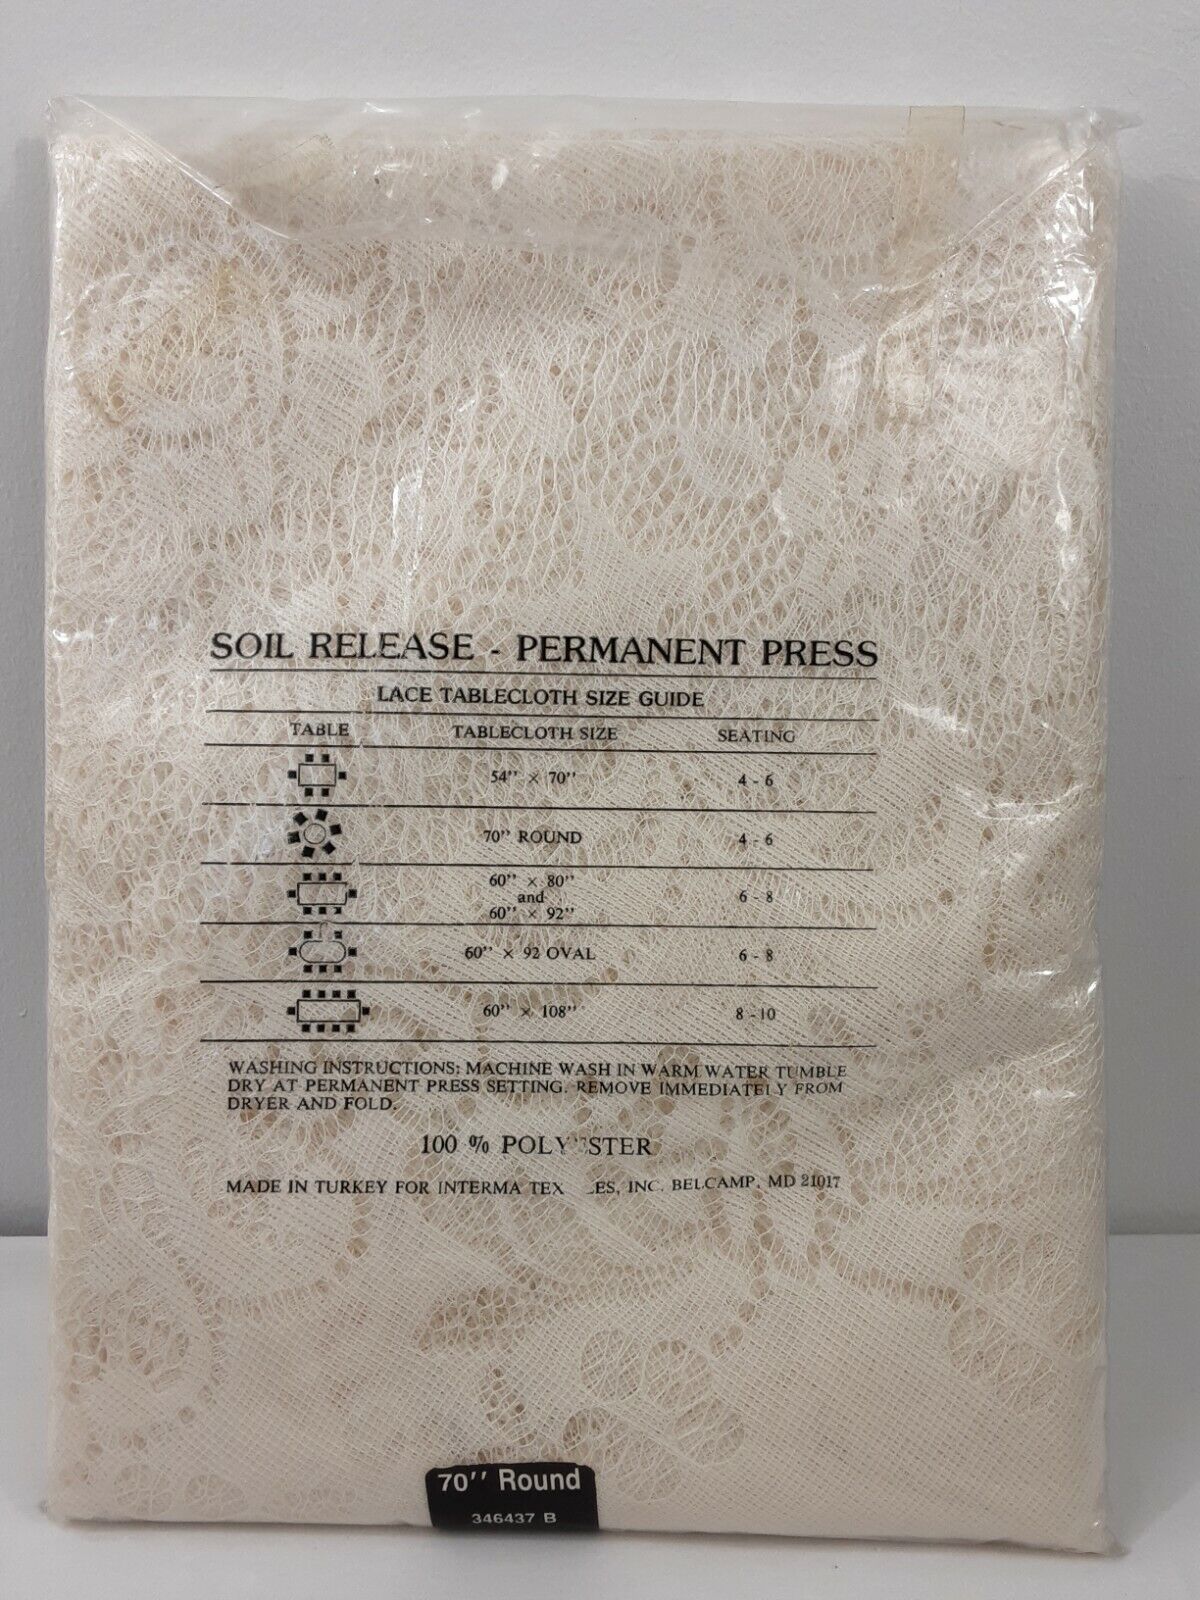 SOIL RELEASE - PERMANENT PRESS
LACE TABLECLOTH SIZE GUIDE
TABLE TABLECLOTH SIZE SEATING
54" × 70" 4 - 6
70" ROUND 4 - 6
60" × 80"
and
60" × 92"
6 - 8
60" × 92 OVAL 6 - 8
60" × 108" 8 - 10
WASHING INSTRUCTIONS: MACHINE WASH IN WARM WATER TUMBLE
DRY AT PERMANENT PRESS SETTING. REMOVE IMMEDIATELY FROM
DRYER AND FOLD.
100 % POLYESTER
MADE IN TURKEY FOR INTERMA TEXTILES, INC. BELCAMP, MD 21017
70" Round
346437 B